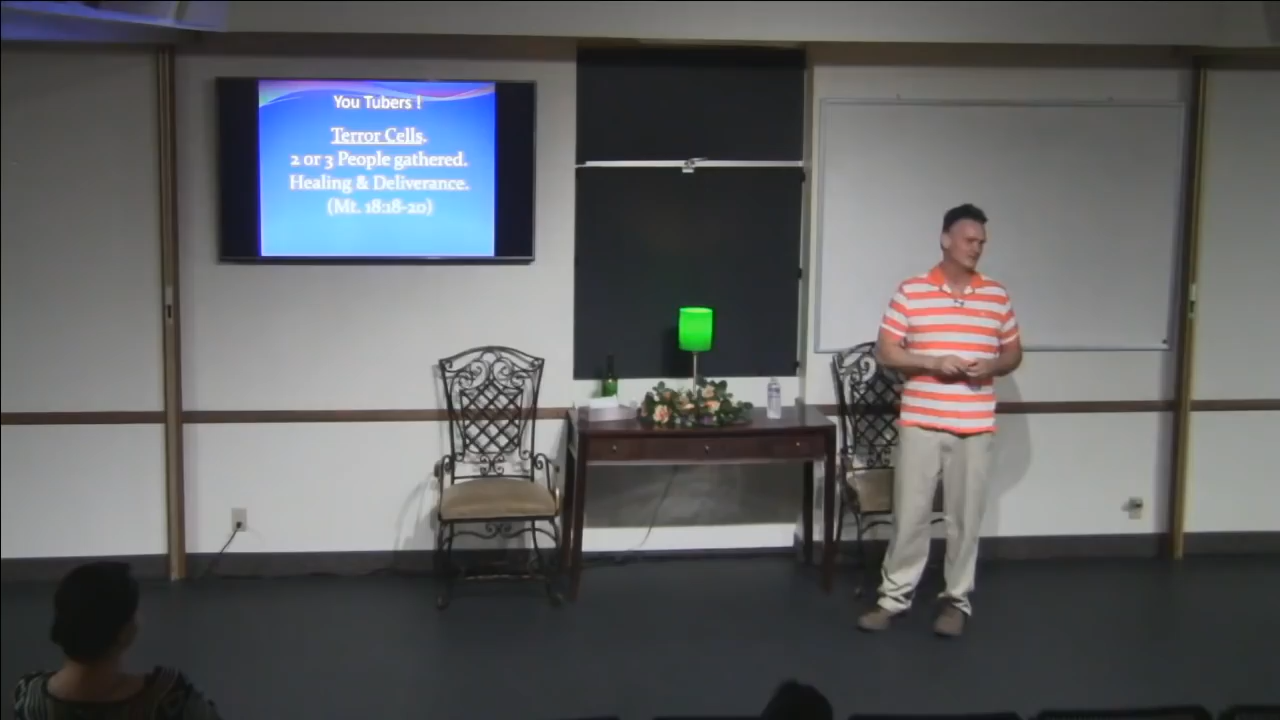 You Tubers !
Terror Cells.
2 or 3 People gathered.
Healing & Deliverance.
(Mt. 18:18-20)